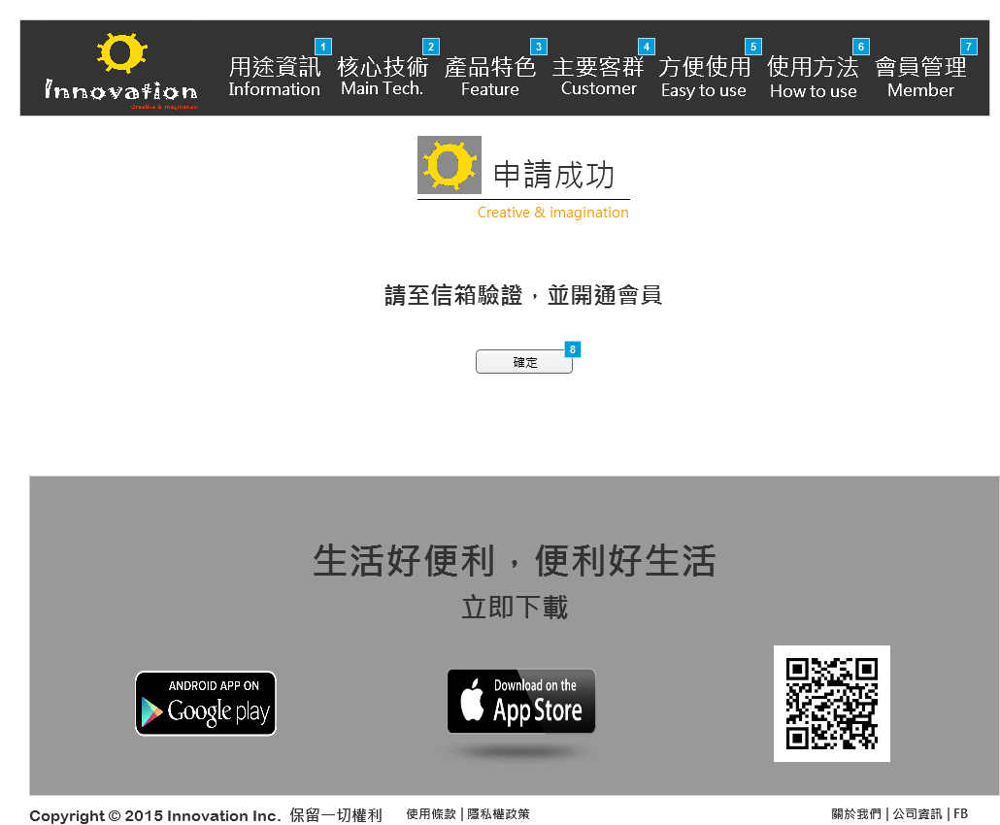 Innovation
Creative & imagination
1
用途資訊
Information
2
核心技術
Main Tech.
3
產品特色
Feature
4
主要客群
Customer
5
方便使用
Easy to use
6
使用方法
How to use
7
會員管理
Member
申請成功
Creative & imagination
請至信箱驗證，並開通會員
8
確定
生活好便利，便利好生活
立即下載
ANDROID APP ON
Google play
Download on the
App Store
Copyright © 2015 Innovation Inc. 保留一切權利 使用條款 | 隱私權政策 關於我們 | 公司資訊 | FB